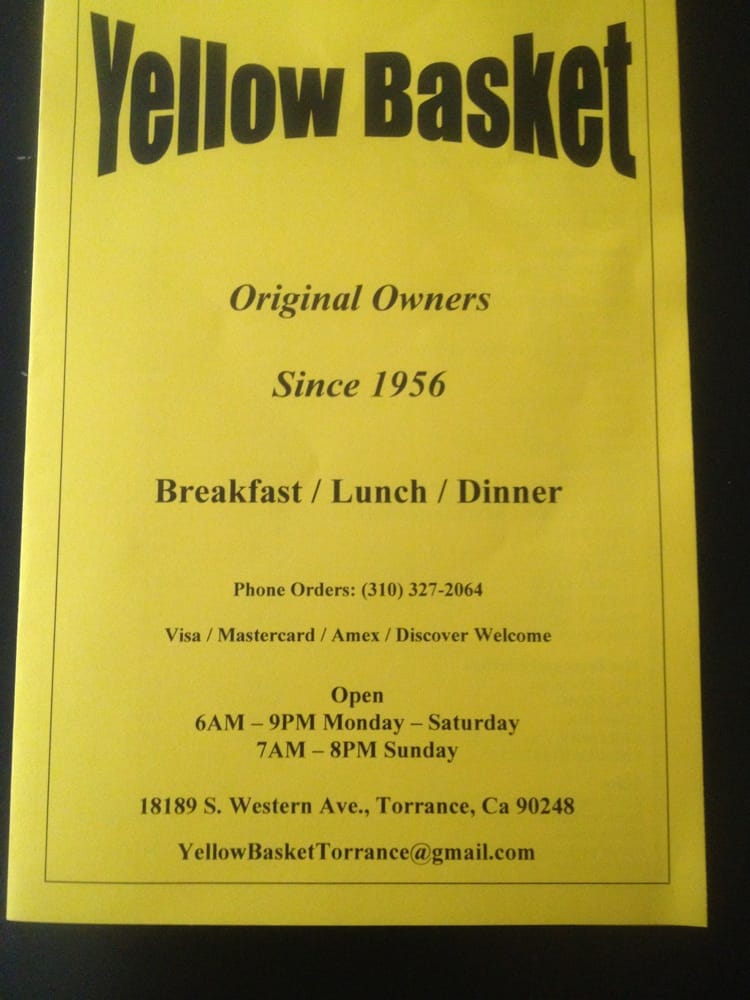 Yellow Basket
Original Owners
Since 1956
Breakfast / Lunch / Dinner
Phone Orders: (310) 327-2064
Visa / Mastercard / Amex / Discover Welcome
Open
6AM – 9PM Monday – Saturday
7AM – 8PM Sunday
18189 S. Western Ave., Torrance, Ca 90248
YellowBasketTorrance@gmail.com